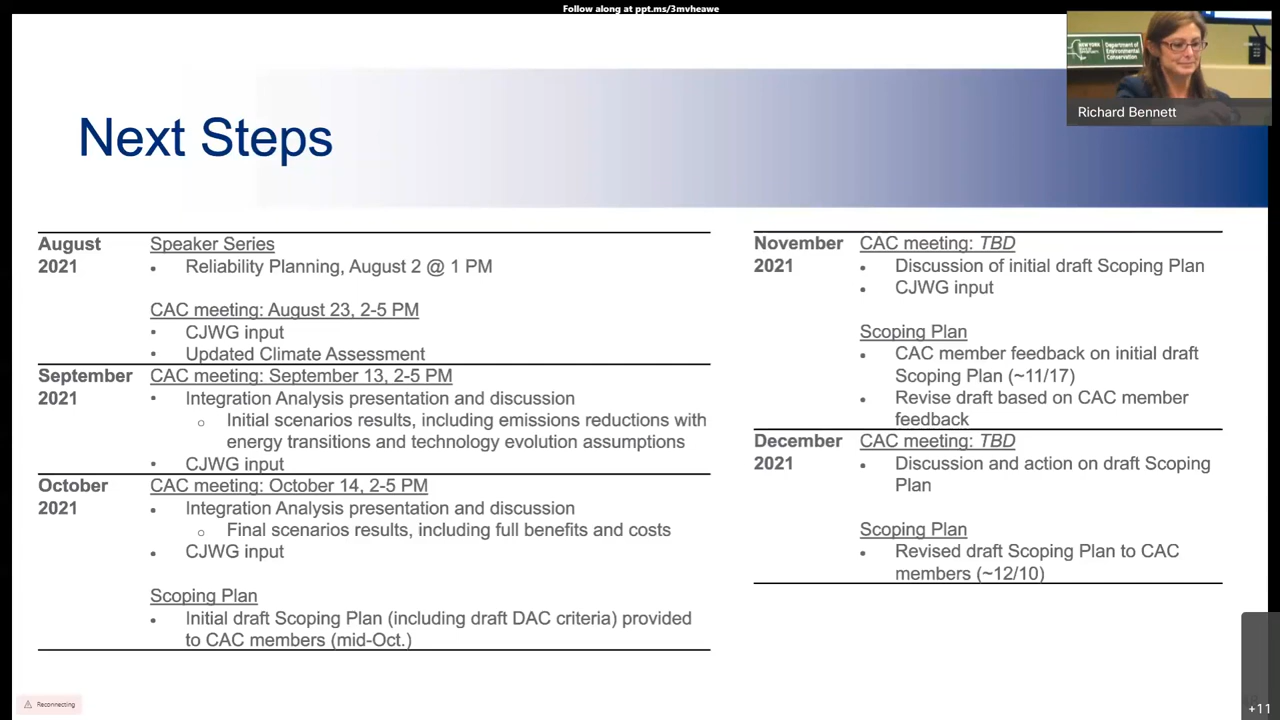 Follow along at ppt.ms/3mvheawe
Department of
Environmental
Conservation
Richard Bennett
Next Steps
August
2021
Speaker Series
• Reliability Planning, August 2 @ 1 PM
CAC meeting: August 23, 2-5 PM
• CJWG input
• Updated Climate Assessment
September
2021
CAC meeting: September 13, 2-5 PM
• Integration Analysis presentation and discussion
○ Initial scenarios results, including emissions reductions with
energy transitions and technology evolution assumptions
• CJWG input
October
2021
CAC meeting: October 14, 2-5 PM
• Integration Analysis presentation and discussion
○ Final scenarios results, including full benefits and costs
• CJWG input
Scoping Plan
• Initial draft Scoping Plan (including draft DAC criteria) provided
to CAC members (mid-Oct.)
November
2021
CAC meeting: TBD
• Discussion of initial draft Scoping Plan
• CJWG input
Scoping Plan
• CAC member feedback on initial draft
Scoping Plan (~11/17)
• Revise draft based on CAC member
feedback
December
2021
CAC meeting: TBD
• Discussion and action on draft Scoping
Plan
Scoping Plan
• Revised draft Scoping Plan to CAC
members (~12/10)
Reconnecting
+11